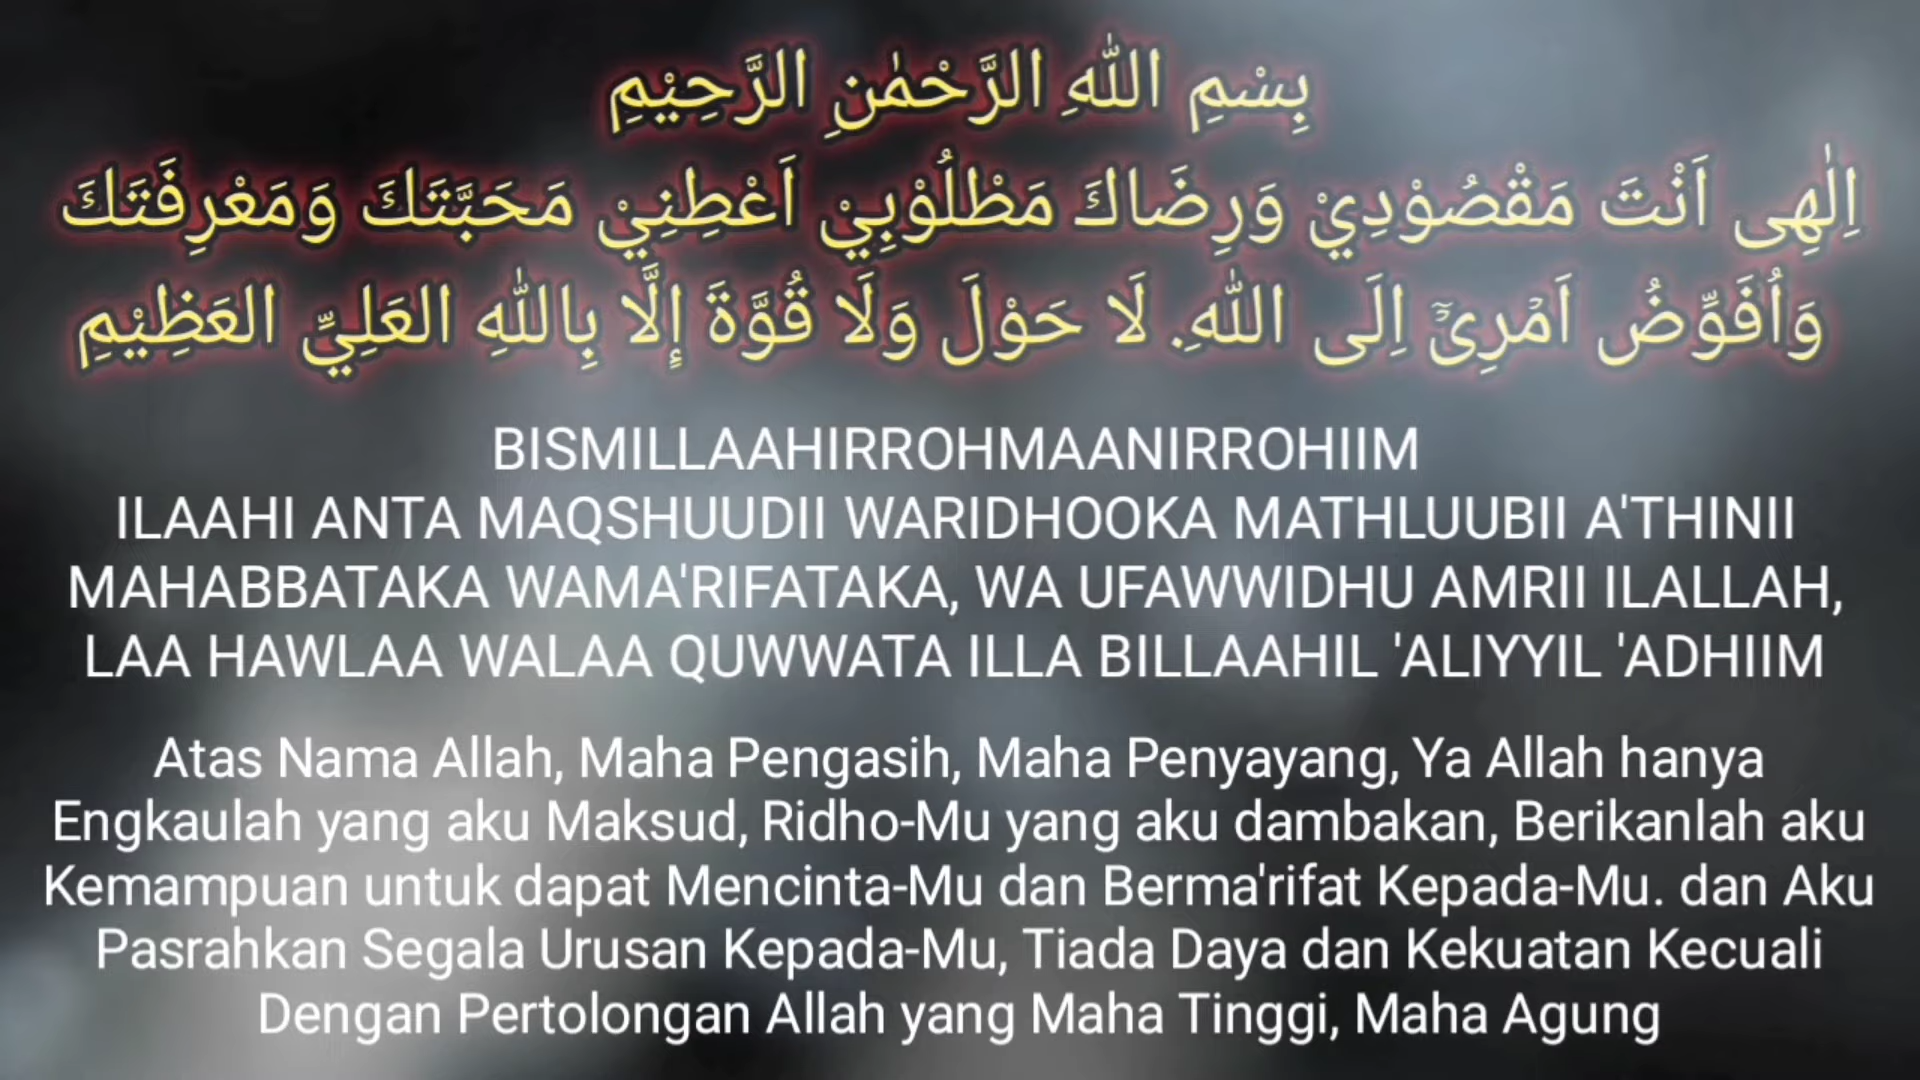 بِسْمِ اللّٰهِ الرَّحْمٰنِ الرَّحِيْمِ
اِلٰهِى اَنْتَ مَقْصُوْدِيْ وَرِضَاكَ مَطْلُوْبِيْ اَعْطِنِيْ مَحَبَّتَكَ وَمَعْرِفَتَكَ
وَاُفَوِّضُ اَمْرِىْٓ اِلَى اللّٰهِ. لَا حَوْلَ وَلَا قُوَّةَ إِلَّا بِاللّٰهِ العَلِيِّ العَظِيْمِ
BISMILLAAHIRROHMAANIRROHIIM
ILAAHI ANTA MAQSHUUDII WARIDHOOKA MATHLUUBII A'THINII
MAHABBATAKA WAMA'RIFATAKA, WA UFAWWIDHU AMRII ILALLAH,
LAA HAWLAA WALAA QUWWATA ILLA BILLAAHIL 'ALIYYIL 'ADHIIM
Atas Nama Allah, Maha Pengasih, Maha Penyayang, Ya Allah hanya
Engkaulah yang aku Maksud, Ridho-Mu yang aku dambakan, Berikanlah aku
Kemampuan untuk dapat Mencinta-Mu dan Berma'rifat Kepada-Mu. dan Aku
Pasrahkan Segala Urusan Kepada-Mu, Tiada Daya dan Kekuatan Kecuali
Dengan Pertolongan Allah yang Maha Tinggi, Maha Agung